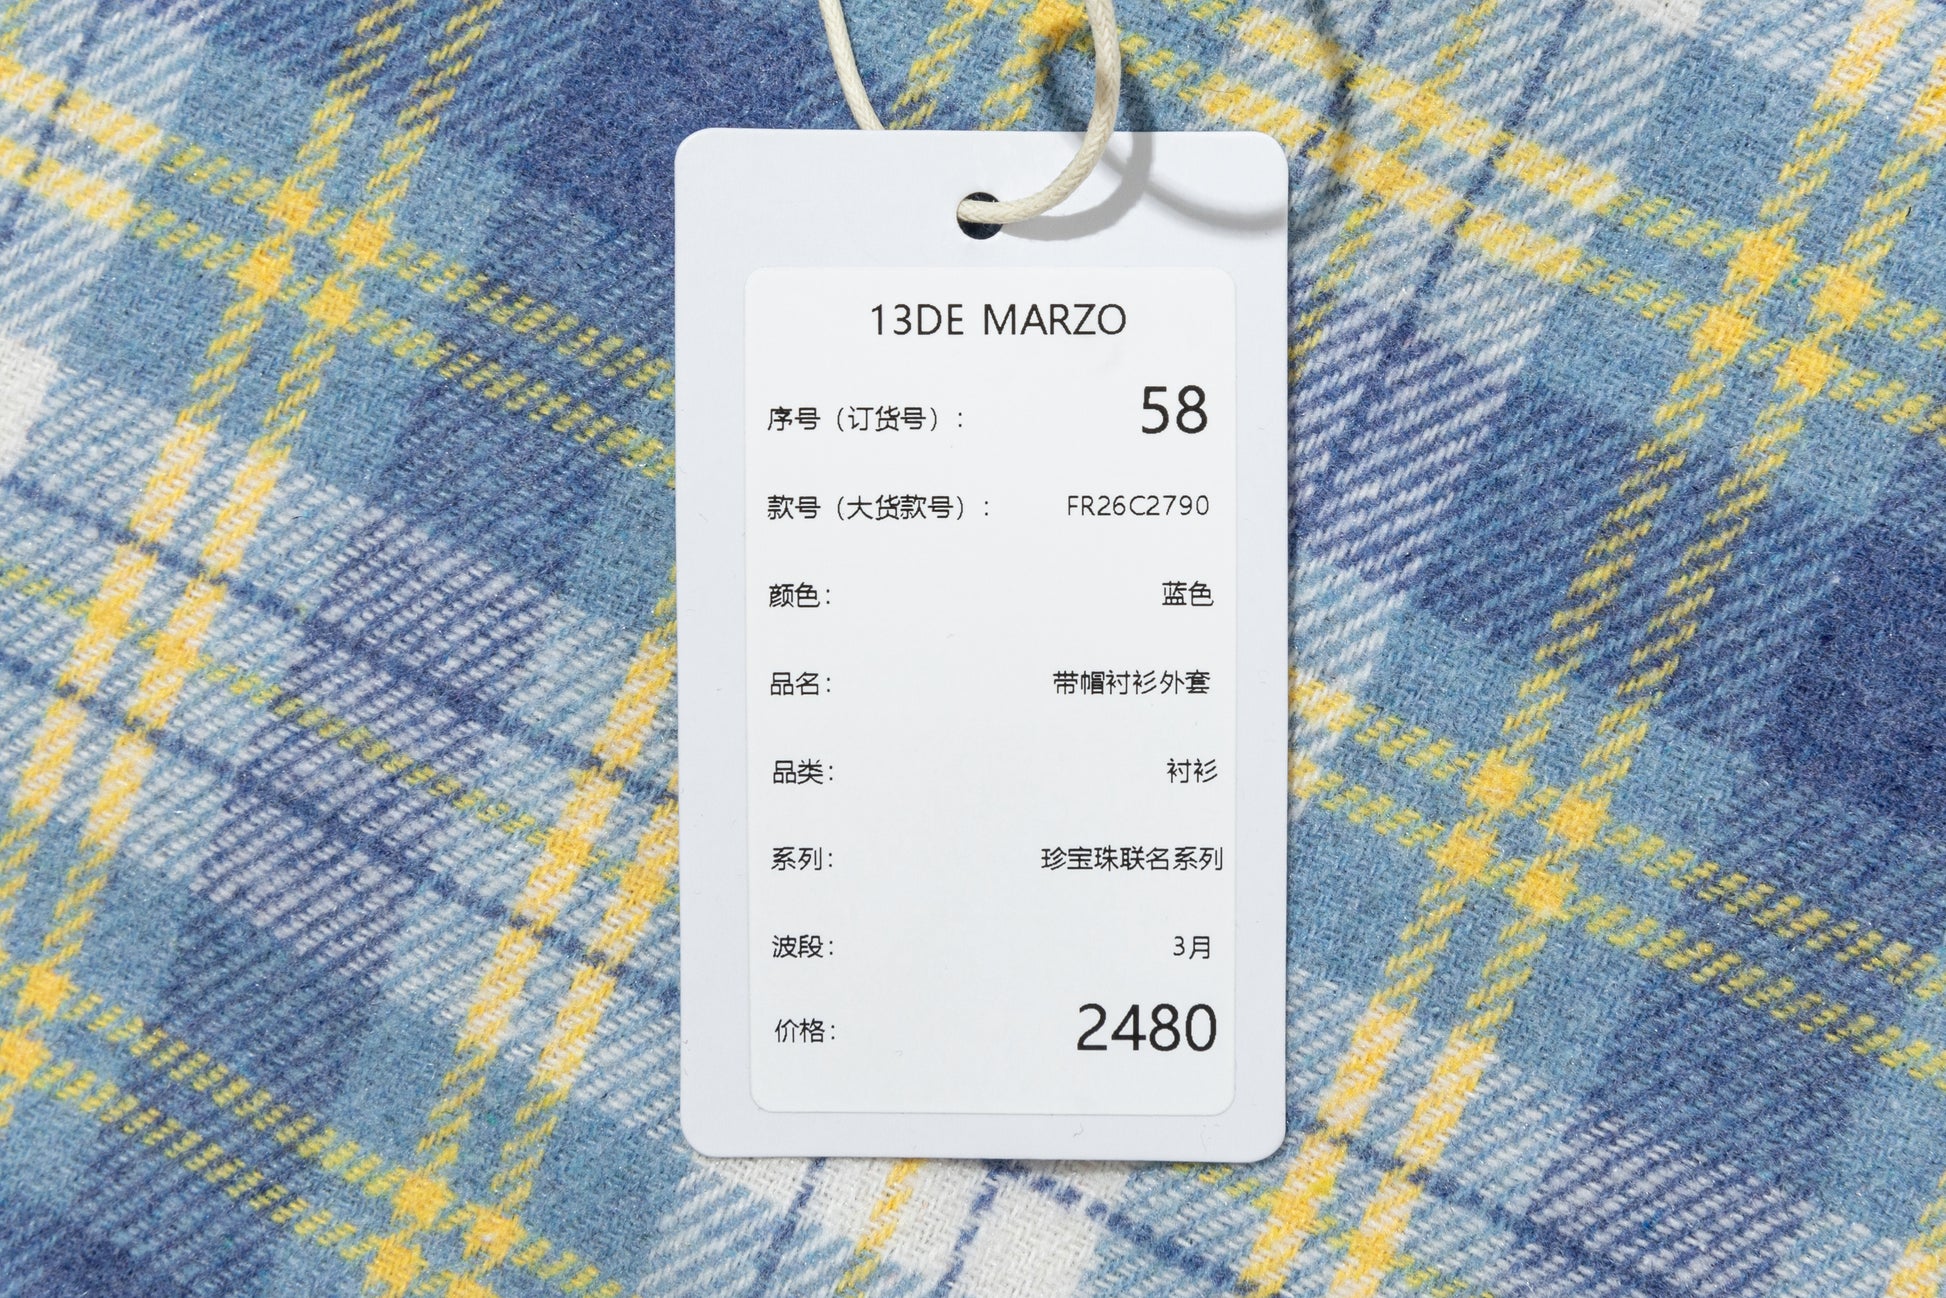 13DE MARZO
序号（订货号）： 58
款号（大货款号）： FR26C2790
颜色： 蓝色
品名： 带帽衬衫外套
品类： 衬衫
系列： 珍宝珠联名系列
波段： 3月
价格： 2480